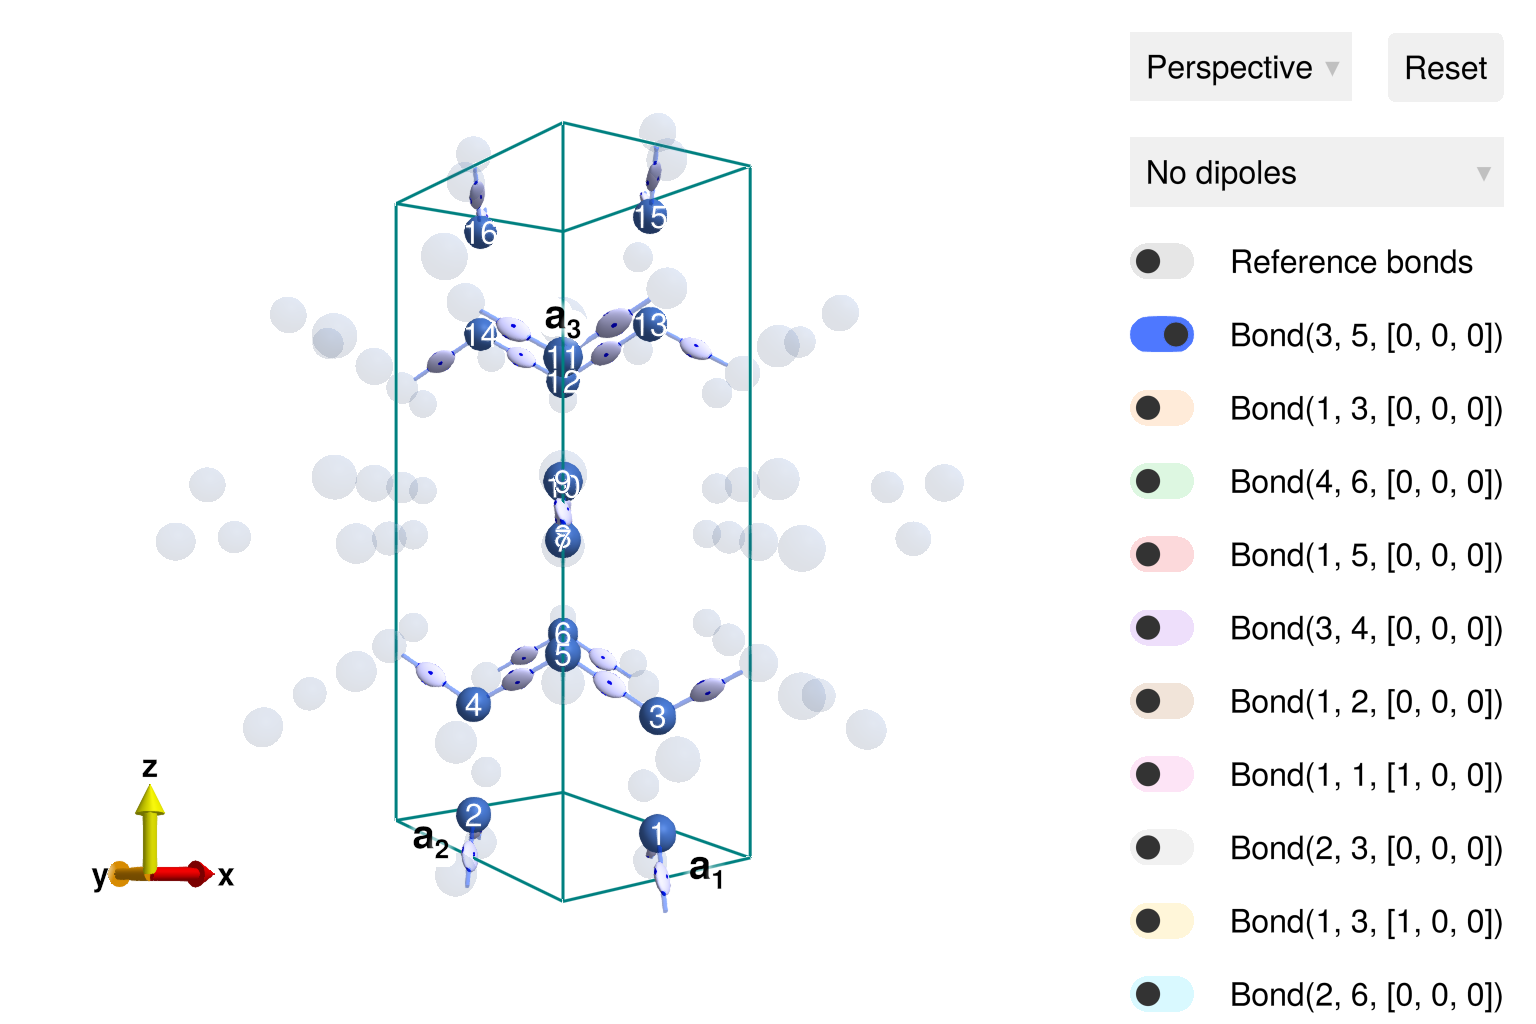 Perspective ▼
Reset
No dipoles ▼
Reference bonds
Bond(3, 5, [0, 0, 0])
Bond(1, 3, [0, 0, 0])
Bond(4, 6, [0, 0, 0])
Bond(1, 5, [0, 0, 0])
Bond(3, 4, [0, 0, 0])
Bond(1, 2, [0, 0, 0])
Bond(1, 1, [1, 0, 0])
Bond(2, 3, [0, 0, 0])
Bond(1, 3, [1, 0, 0])
Bond(2, 6, [0, 0, 0])
16
15
a3
14
13
11
12
9
10
8
6
5
4
3
2
1
a2
a1
z
y
x